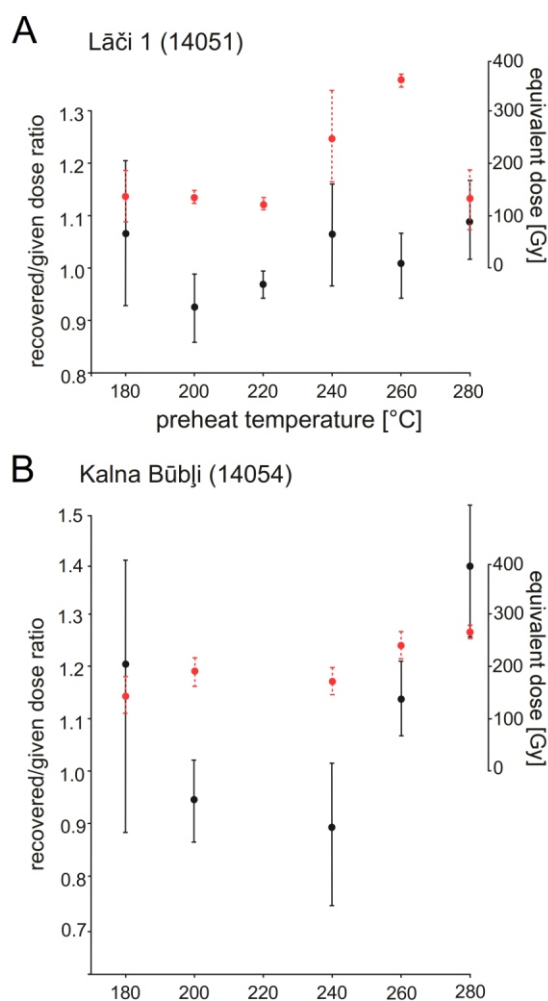 A
Lāči 1 (14051)
recovered/given dose ratio
1.3
1.2
1.1
1.0
0.9
0.8
400
300
200
100
0
equivalent dose [Gy]
180 200 220 240 260 280
preheat temperature [°C]
B
Kalna Būbļi (14054)
recovered/given dose ratio
1.5
1.4
1.3
1.2
1.1
1.0
0.9
0.8
0.7
400
300
200
100
0
equivalent dose [Gy]
180 200 220 240 260 280